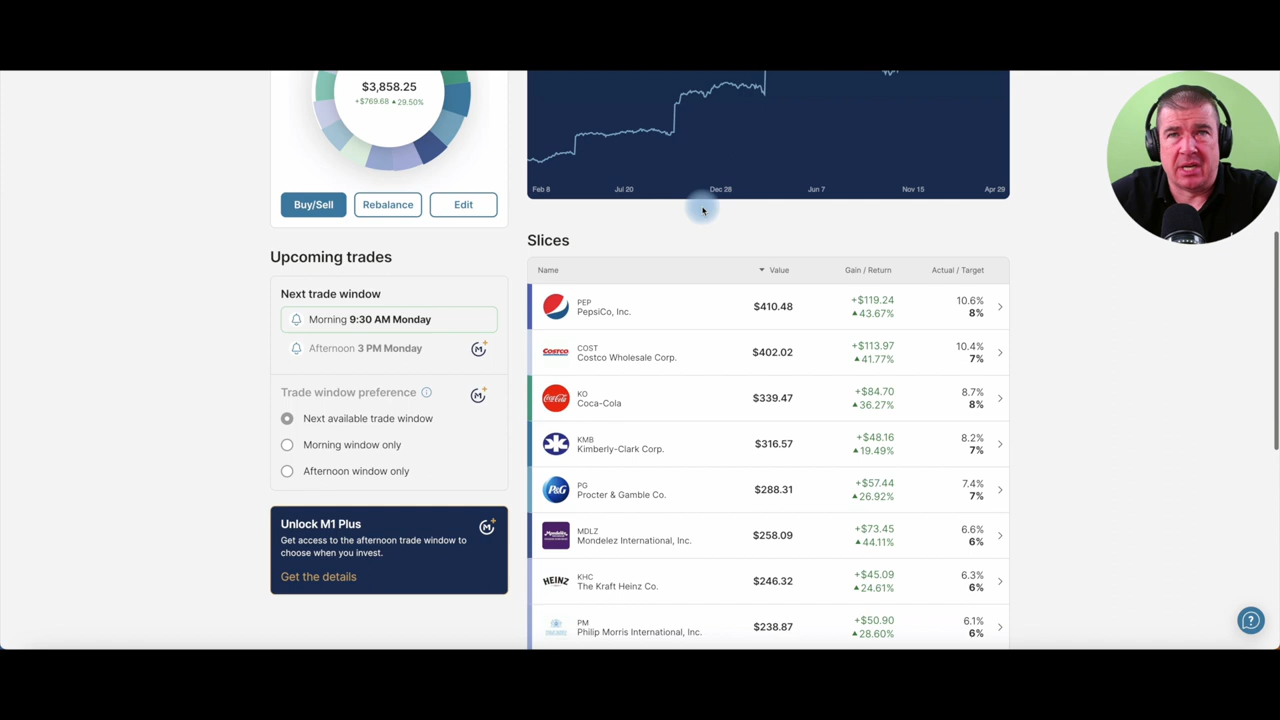 $3,858.25
+$769.68 ▲29.50%
Buy/Sell
Rebalance
Edit
Upcoming trades
Next trade window
Morning 9:30 AM Monday
Afternoon 3 PM Monday
Trade window preference
Next available trade window
Morning window only
Afternoon window only
Unlock M1 Plus
Get access to the afternoon trade window to
choose when you invest.
Get the details
Feb 8 Jul 20 Dec 28 Jun 7 Nov 15 Apr 29
Slices
Name Value Gain / Return Actual / Target
PEP
PepsiCo, Inc.
$410.48
+$119.24
▲43.67%
10.6%
8%
COSTCO
COST
Costco Wholesale Corp.
$402.02
+$113.97
▲41.77%
10.4%
7%
Coca-Cola
KO
Coca-Cola
$339.47
+$84.70
▲36.27%
8.7%
8%
KMB
Kimberly-Clark Corp.
$316.57
+$48.16
▲19.49%
8.2%
7%
P&G
PG
Procter & Gamble Co.
$288.31
+$57.44
▲26.92%
7.4%
7%
MDLZ
Mondelez International, Inc.
$258.09
+$73.45
▲44.11%
6.6%
6%
HEINZ
KHC
The Kraft Heinz Co.
$246.32
+$45.09
▲24.61%
6.3%
6%
PM
Philip Morris International, Inc.
$238.87
+$50.90
▲28.60%
6.1%
6%